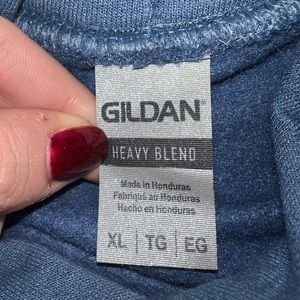 GILDAN
HEAVY BLEND
Made in Honduras
Fabriqué au Honduras
Hecho en Honduras
XL | TG | EG